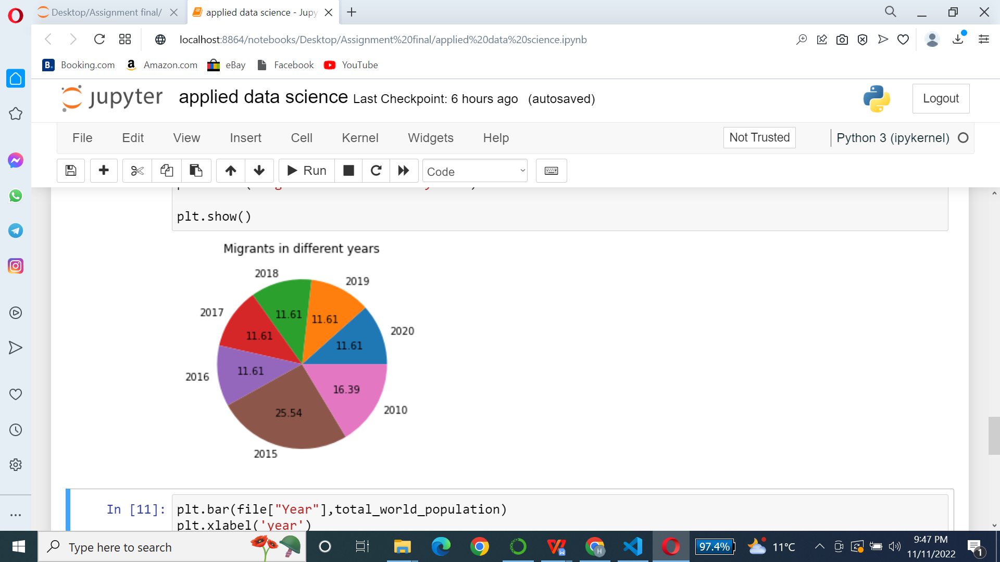 Desktop/Assignment final/
applied data science - Jupy
localhost:8864/notebooks/Desktop/Assignment%20final/applied%20data%20science.ipynb
B. Booking.com a Amazon.com eBay Facebook YouTube
jupyter applied data science Last Checkpoint: 6 hours ago (autosaved)
Logout
File Edit View Insert Cell Kernel Widgets Help
Not Trusted
Python 3 (ipykernel)
Run
Code
plt.show()
Migrants in different years
2018
2019
2017
11.61
11.61
2020
11.61
11.61
2016
11.61
16.39
2010
25.54
2015
In [11]:
plt.bar(file["Year"],total_world_population)
plt.xlabel('year')
Type here to search
97.4%
11°C
9:47 PM
11/11/2022
1
H
W